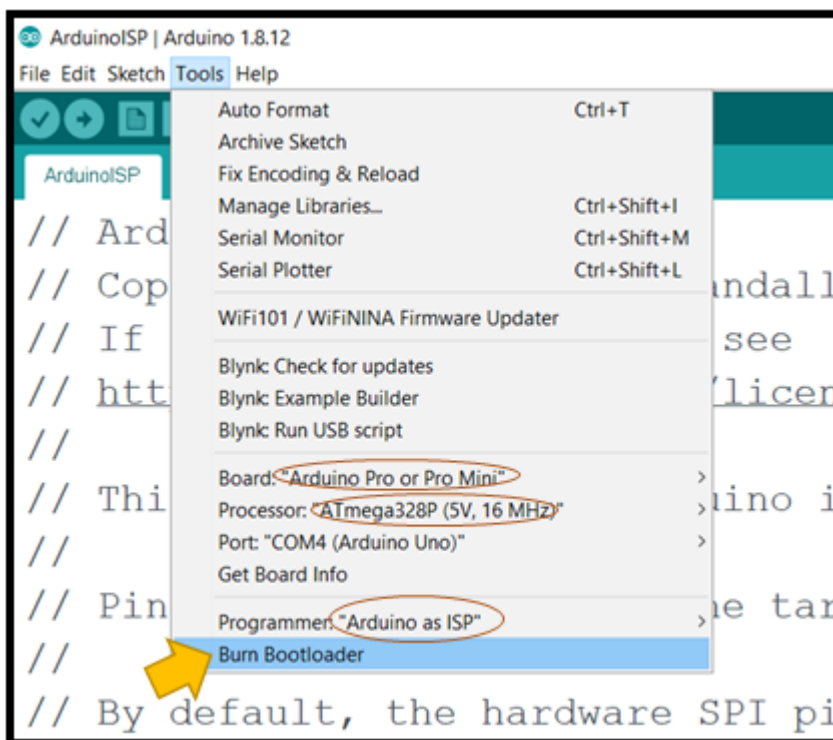 ArduinoISP | Arduino 1.8.12
File Edit Sketch Tools Help
Auto Format Ctrl+T
Archive Sketch
ArduinoISP
Fix Encoding & Reload
Manage Libraries... Ctrl+Shift+I
// Ard
Serial Monitor Ctrl+Shift+M
Serial Plotter Ctrl+Shift+L
// Cop andall
WiFi101 / WiFiNINA Firmware Updater
// If see
Blynk: Check for updates
// htt /licen
Blynk: Example Builder
Blynk: Run USB script
//
Board: "Arduino Pro or Pro Mini"
// Thi ino i
Processor: "ATmega328P (5V, 16 MHz)"
Port: "COM4 (Arduino Uno)"
//
Get Board Info
// Pin e tar
Programmer: "Arduino as ISP"
//
Burn Bootloader
// By default, the hardware SPI pi